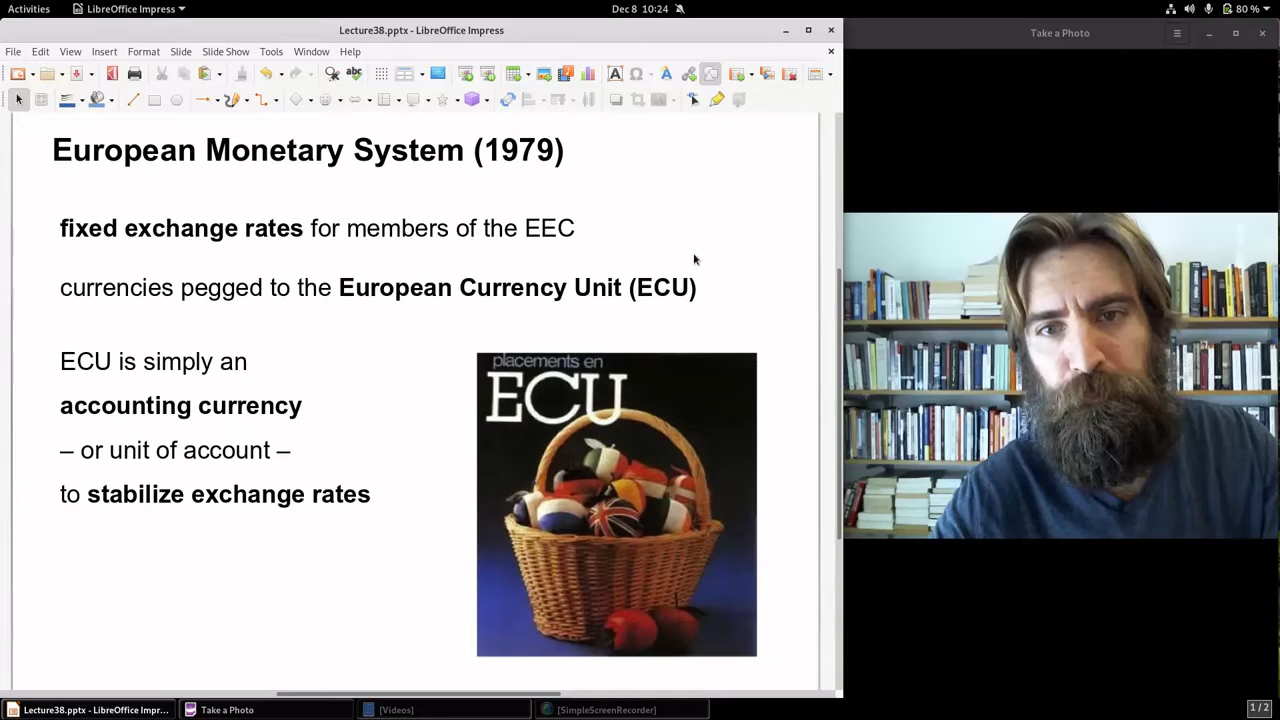 Activities
LibreOffice Impress
Dec 8 10:24
80 %
Lecture38.pptx - LibreOffice Impress
Take a Photo
File Edit View Insert Format Slide Slide Show Tools Window Help
European Monetary System (1979)
fixed exchange rates for members of the EEC
currencies pegged to the European Currency Unit (ECU)
ECU is simply an
accounting currency
– or unit of account –
to stabilize exchange rates
placements en
ECU
Lecture38.pptx - LibreOffice Impr...
Take a Photo
[Videos]
[SimpleScreenRecorder]
1 / 2